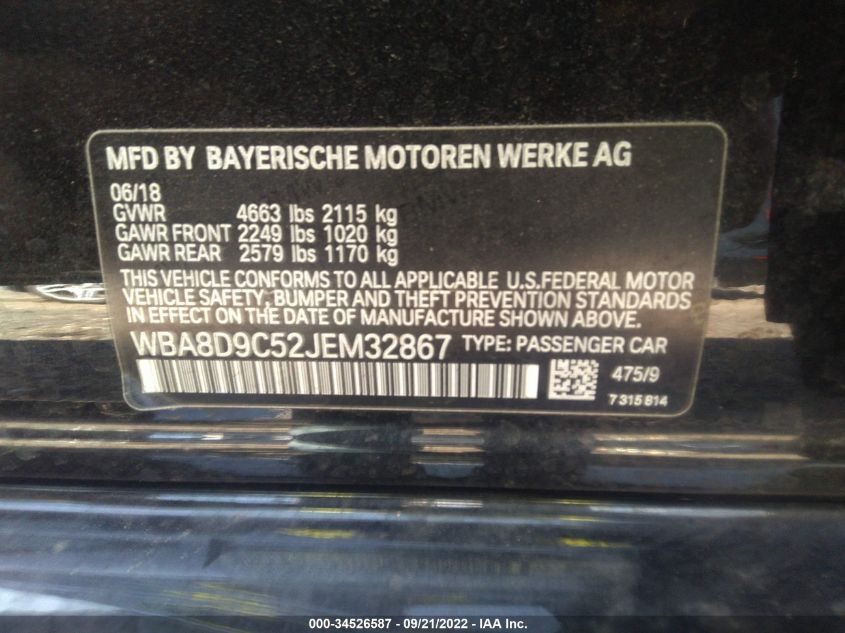 MFD BY BAYERISCHE MOTOREN WERKE AG
06/18
GVWR 4663 lbs 2115 kg
GAWR FRONT 2249 lbs 1020 kg
GAWR REAR 2579 lbs 1170 kg
THIS VEHICLE CONFORMS TO ALL APPLICABLE U.S.FEDERAL MOTOR
VEHICLE SAFETY, BUMPER AND THEFT PREVENTION STANDARDS
IN EFFECT ON THE DATE OF MANUFACTURE SHOWN ABOVE.
WBA8D9C52JEM32867 TYPE: PASSENGER CAR
475/9
7 315 814
000-34526587 - 09/21/2022 - IAA Inc.